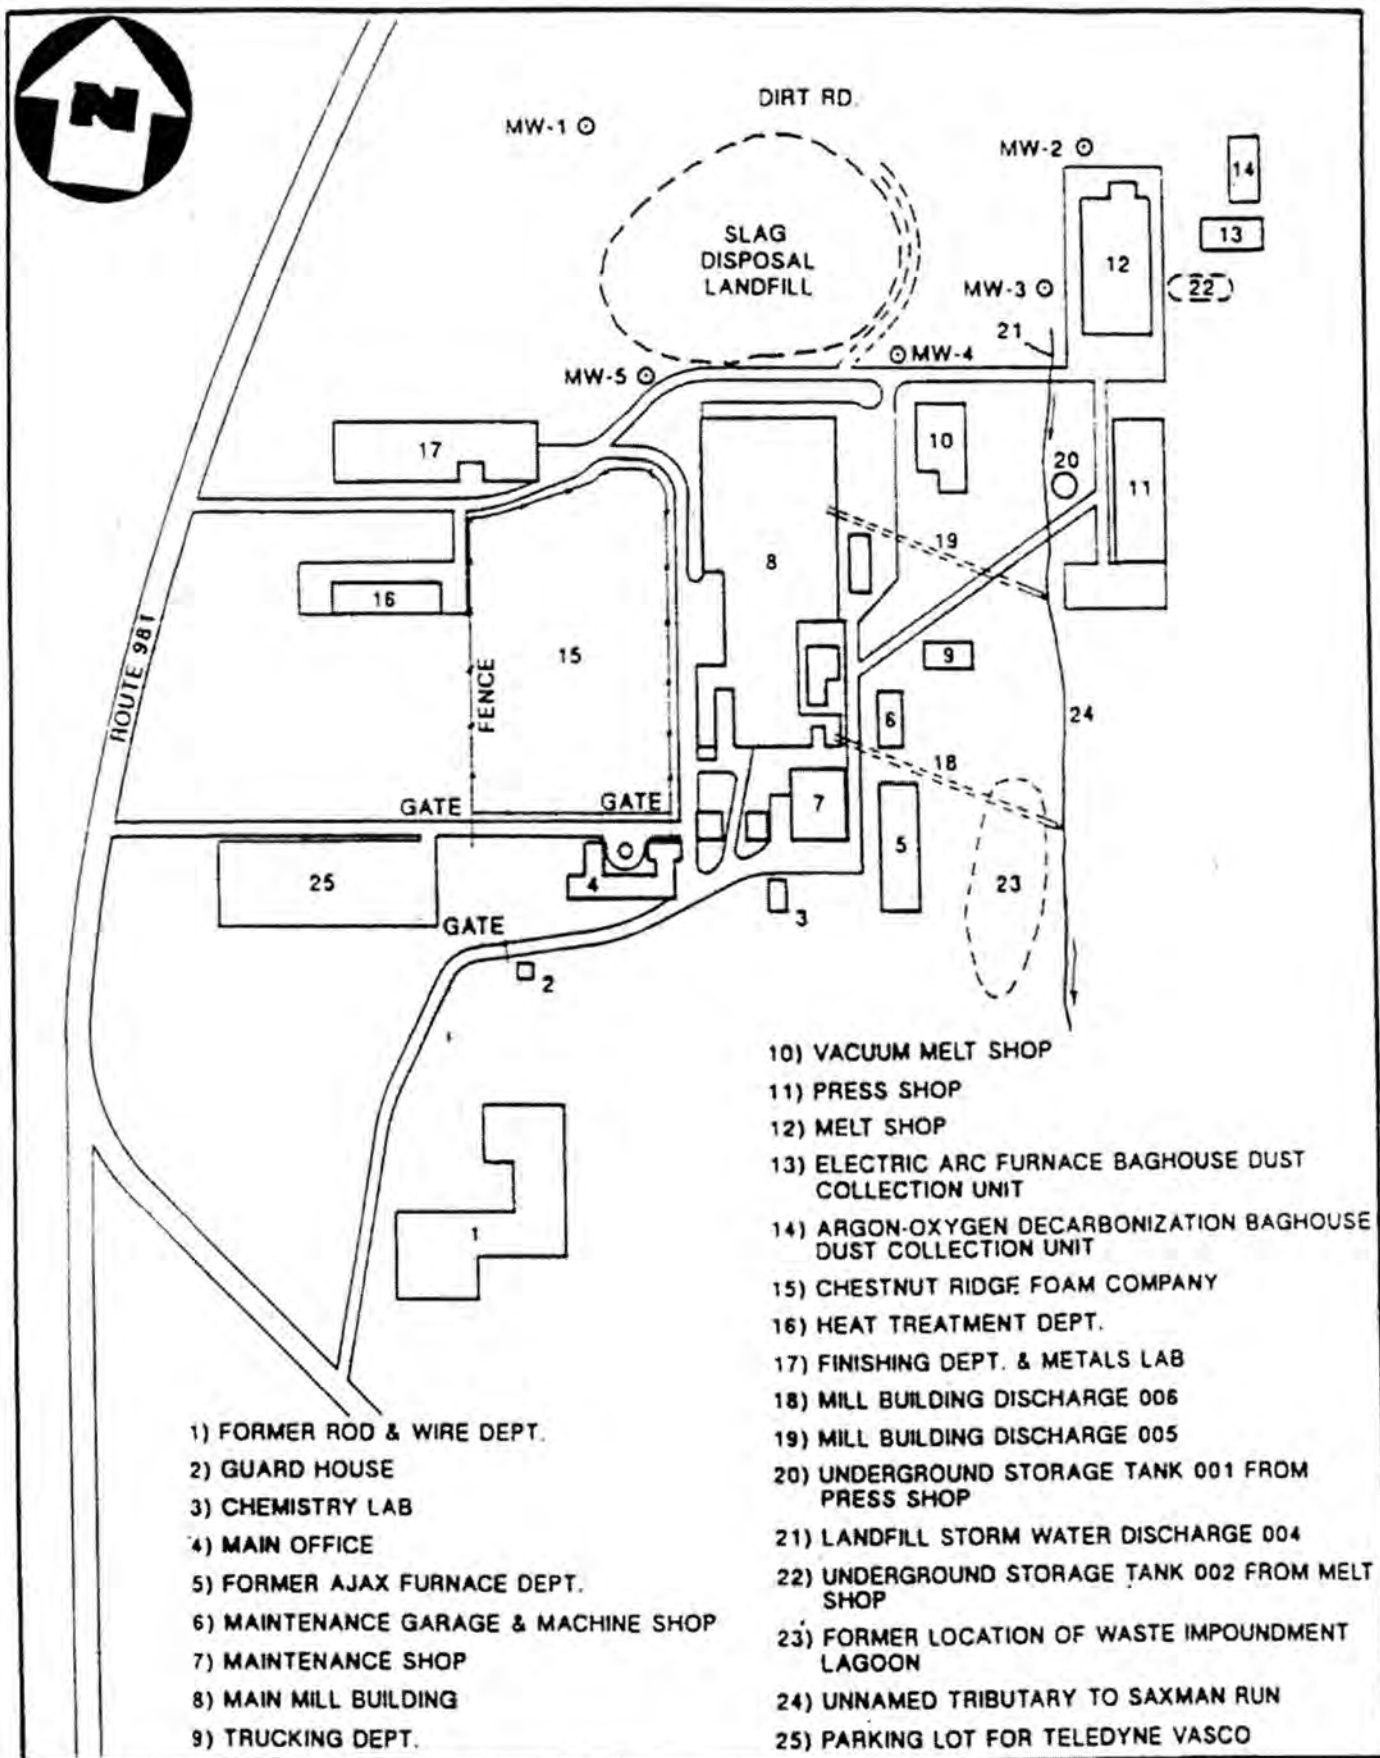 N
DIRT RD.
MW-1
MW-2
14
SLAG
DISPOSAL
LANDFILL
13
12
MW-3
22
21
MW-4
MW-5
17
10
20
11
8
19
16
15
9
ROUTE 981
FENCE
6
24
18
GATE
GATE
7
5
25
4
23
3
GATE
2
1
10) VACUUM MELT SHOP
11) PRESS SHOP
12) MELT SHOP
13) ELECTRIC ARC FURNACE BAGHOUSE DUST
COLLECTION UNIT
14) ARGON-OXYGEN DECARBONIZATION BAGHOUSE
DUST COLLECTION UNIT
15) CHESTNUT RIDGE FOAM COMPANY
16) HEAT TREATMENT DEPT.
17) FINISHING DEPT. & METALS LAB
18) MILL BUILDING DISCHARGE 006
19) MILL BUILDING DISCHARGE 005
20) UNDERGROUND STORAGE TANK 001 FROM
PRESS SHOP
21) LANDFILL STORM WATER DISCHARGE 004
22) UNDERGROUND STORAGE TANK 002 FROM MELT
SHOP
23) FORMER LOCATION OF WASTE IMPOUNDMENT
LAGOON
24) UNNAMED TRIBUTARY TO SAXMAN RUN
25) PARKING LOT FOR TELEDYNE VASCO
1) FORMER ROD & WIRE DEPT.
2) GUARD HOUSE
3) CHEMISTRY LAB
4) MAIN OFFICE
5) FORMER AJAX FURNACE DEPT.
6) MAINTENANCE GARAGE & MACHINE SHOP
7) MAINTENANCE SHOP
8) MAIN MILL BUILDING
9) TRUCKING DEPT.